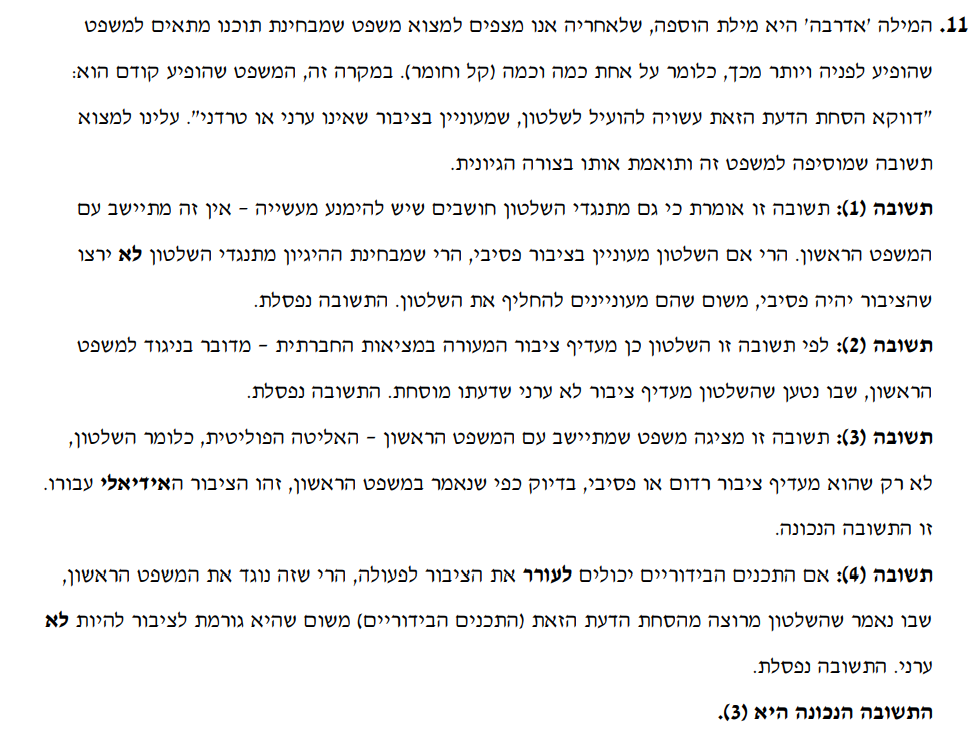 11. המילה 'אדרבה' היא מילת הוספה, שלאחריה אנו מצפים למצוא משפט שמבחינת תוכנו מתאים למשפט
שהופיע לפניה ויותר מכך, כלומר על אחת כמה וכמה (קל וחומר). במקרה זה, המשפט שהופיע קודם הוא:
"דווקא הסחת הדעת הזאת עשויה להועיל לשלטון, שמעוניין בציבור שאינו ערני או טרדני". עלינו למצוא
תשובה שמוסיפה למשפט זה ותואמת אותו בצורה הגיונית.
תשובה (1): תשובה זו אומרת כי גם מתנגדי השלטון חושבים שיש להימנע מעשייה – אין זה מתיישב עם
המשפט הראשון. הרי אם השלטון מעוניין בציבור פסיבי, הרי שמבחינת ההיגיון מתנגדי השלטון לא ירצו
שהציבור יהיה פסיבי, משום שהם מעוניינים להחליף את השלטון. התשובה נפסלת.
תשובה (2): לפי תשובה זו השלטון כן מעדיף ציבור המעורה במציאות החברתית – מדובר בניגוד למשפט
הראשון, שבו נטען שהשלטון מעדיף ציבור לא ערני שדעתו מוסחת. התשובה נפסלת.
תשובה (3): תשובה זו מציגה משפט שמתיישב עם המשפט הראשון – האליטה הפוליטית, כלומר השלטון,
לא רק שהוא מעדיף ציבור רדום או פסיבי, בדיוק כפי שנאמר במשפט הראשון, זהו הציבור האידיאלי עבורו.
זו התשובה הנכונה.
תשובה (4): אם התכנים הבידוריים יכולים לעורר את הציבור לפעולה, הרי שזה נוגד את המשפט הראשון,
שבו נאמר שהשלטון מרוצה מהסחת הדעת הזאת (התכנים הבידוריים) משום שהיא גורמת לציבור להיות לא
ערני. התשובה נפסלת.
התשובה הנכונה היא (3).